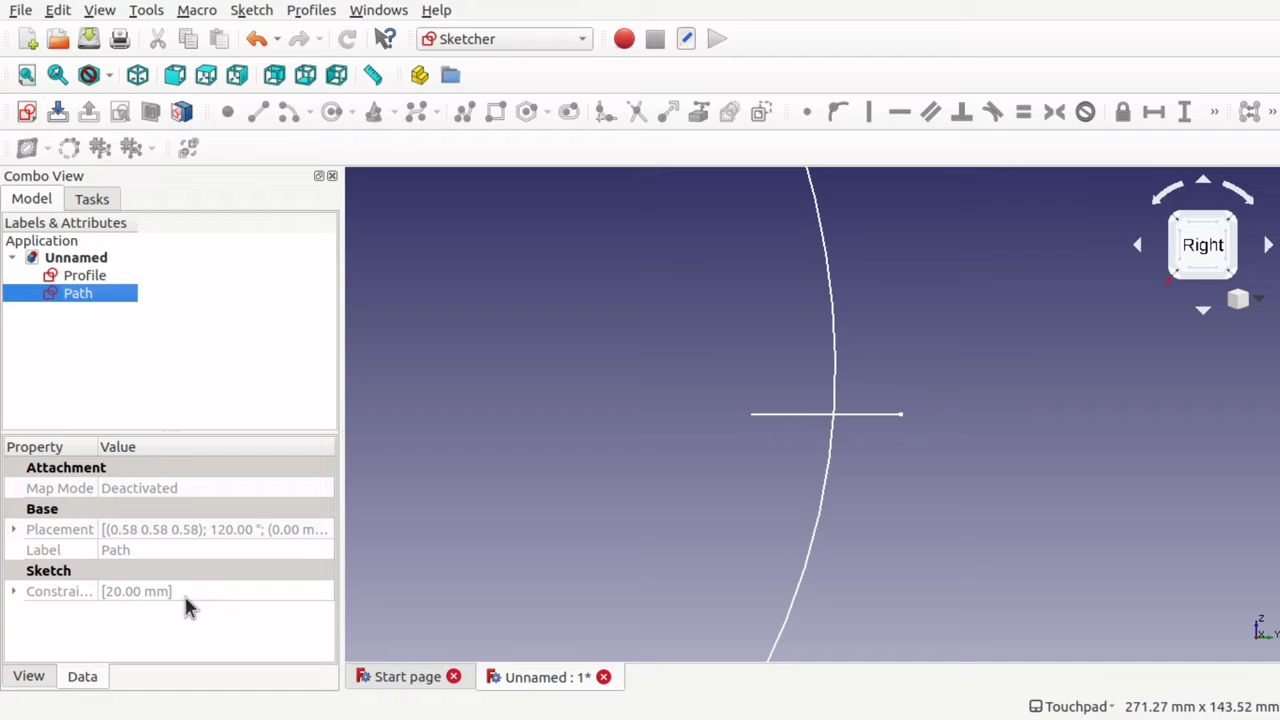 File Edit View Tools Macro Sketch Profiles Windows Help
Sketcher
Combo View
Model Tasks
Labels & Attributes
Application
Unnamed
Profile
Path
Right
Property Value
Attachment
Map Mode Deactivated
Base
Placement [(0.58 0.58 0.58); 120.00 °; (0.00 m...
Label Path
Sketch
Constrai... [20.00 mm]
Z
X Y
View Data
Start page Unnamed : 1*
Touchpad 271.27 mm x 143.52 mm